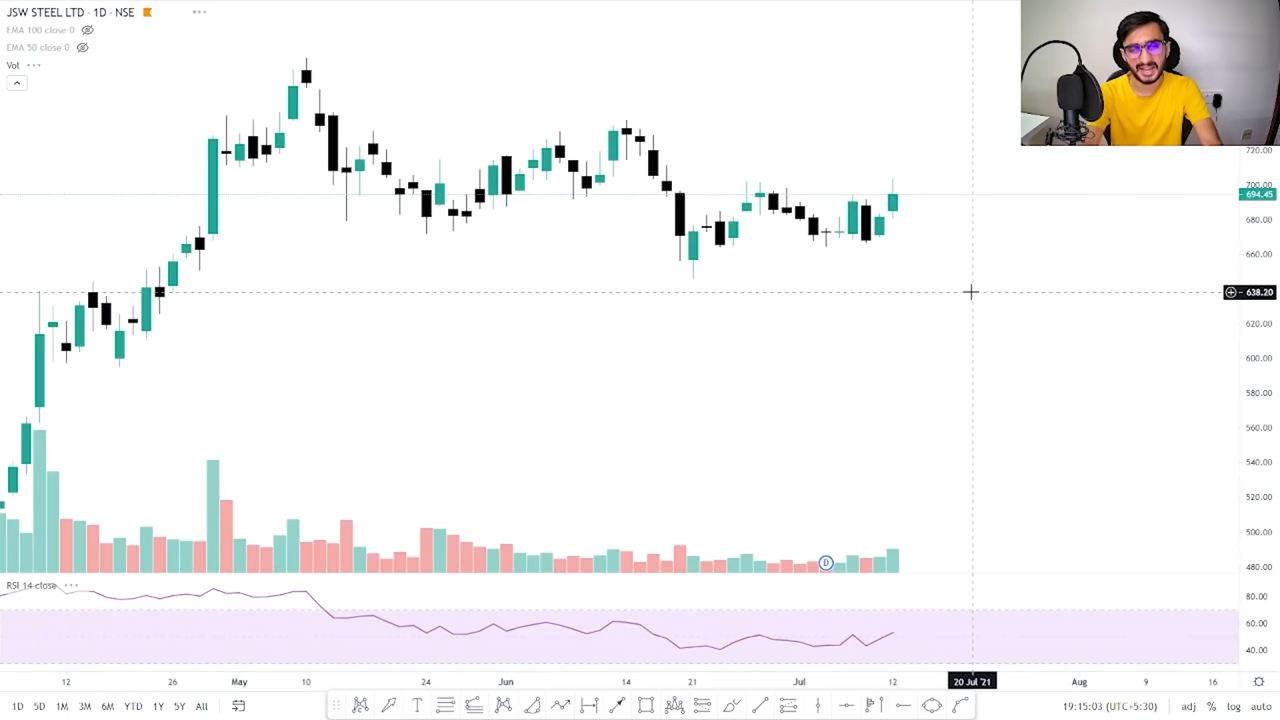 JSW STEEL LTD · 1D · NSE
EMA 100 close 0
EMA 50 close 0
Vol
720.00
700.00
694.45
680.00
660.00
638.20
620.00
600.00
580.00
560.00
540.00
520.00
500.00
D
480.00
RSI 14 close
80.00
60.00
40.00
12 26 May 10 24 Jun 14 21 Jul 12 20 Jul '21 Aug 9 16
1D 5D 1M 3M 6M YTD 1Y 5Y All T 19:15:03 (UTC+5:30) adj % log auto